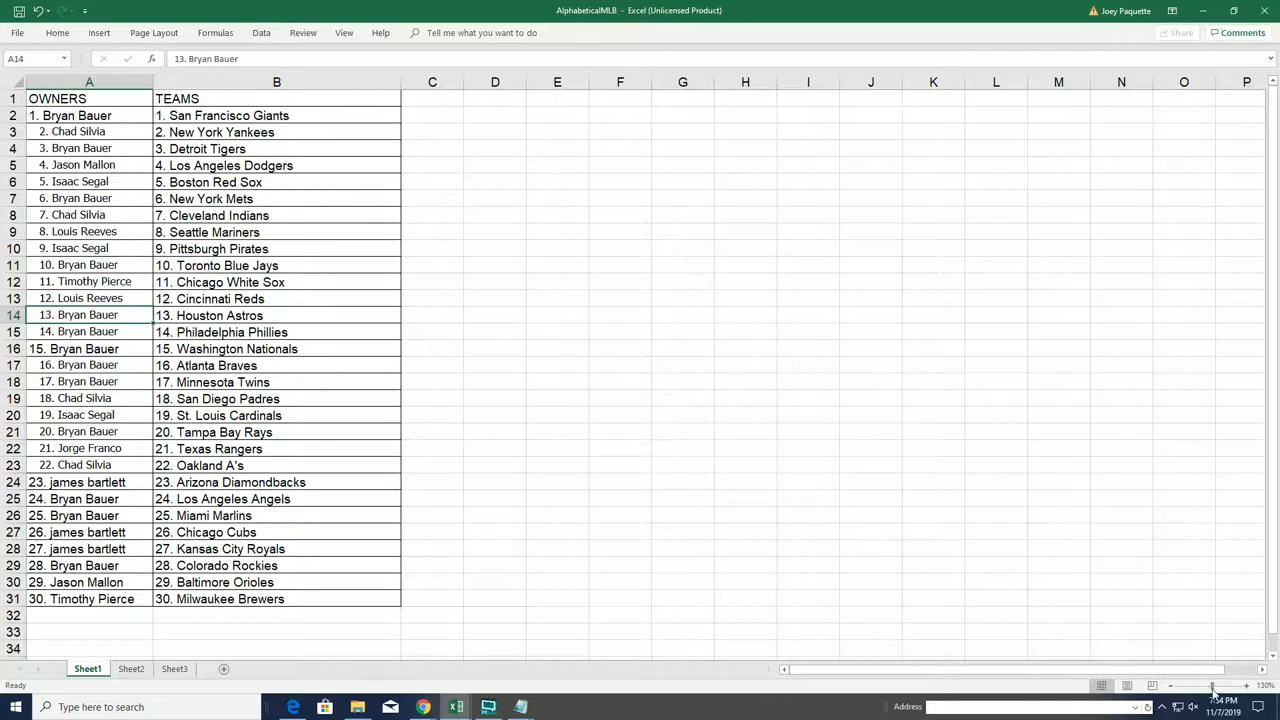 AlphabeticalMLB - Excel (Unlicensed Product)
Joey Paquette
File Home Insert Page Layout Formulas Data Review View Help Tell me what you want to do Share Comments
A14 fx 13. Bryan Bauer
A B C D E F G H I J K L M N O P
1 OWNERS TEAMS
2 1. Bryan Bauer 1. San Francisco Giants
3 2. Chad Silvia 2. New York Yankees
4 3. Bryan Bauer 3. Detroit Tigers
5 4. Jason Mallon 4. Los Angeles Dodgers
6 5. Isaac Segal 5. Boston Red Sox
7 6. Bryan Bauer 6. New York Mets
8 7. Chad Silvia 7. Cleveland Indians
9 8. Louis Reeves 8. Seattle Mariners
10 9. Isaac Segal 9. Pittsburgh Pirates
11 10. Bryan Bauer 10. Toronto Blue Jays
12 11. Timothy Pierce 11. Chicago White Sox
13 12. Louis Reeves 12. Cincinnati Reds
14 13. Bryan Bauer 13. Houston Astros
15 14. Bryan Bauer 14. Philadelphia Phillies
16 15. Bryan Bauer 15. Washington Nationals
17 16. Bryan Bauer 16. Atlanta Braves
18 17. Bryan Bauer 17. Minnesota Twins
19 18. Chad Silvia 18. San Diego Padres
20 19. Isaac Segal 19. St. Louis Cardinals
21 20. Bryan Bauer 20. Tampa Bay Rays
22 21. Jorge Franco 21. Texas Rangers
23 22. Chad Silvia 22. Oakland A's
24 23. james bartlett 23. Arizona Diamondbacks
25 24. Bryan Bauer 24. Los Angeles Angels
26 25. Bryan Bauer 25. Miami Marlins
27 26. james bartlett 26. Chicago Cubs
28 27. james bartlett 27. Kansas City Royals
29 28. Bryan Bauer 28. Colorado Rockies
30 29. Jason Mallon 29. Baltimore Orioles
31 30. Timothy Pierce 30. Milwaukee Brewers
32
33
34
Sheet1 Sheet2 Sheet3
Ready 130%
Type here to search Address 7:54 PM
11/7/2019